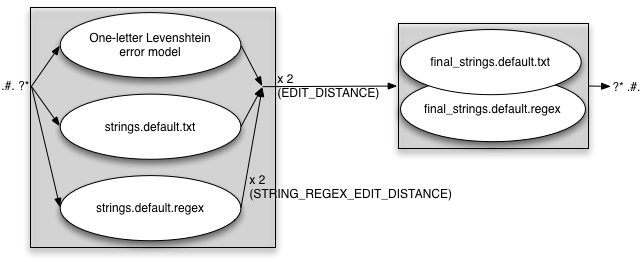 .#. ?*
One-letter Levenshtein
error model
strings.default.txt
strings.default.regex
x 2
(EDIT_DISTANCE)
x 2
(STRING_REGEX_EDIT_DISTANCE)
final_strings.default.txt
final_strings.default.regex
?* .#.